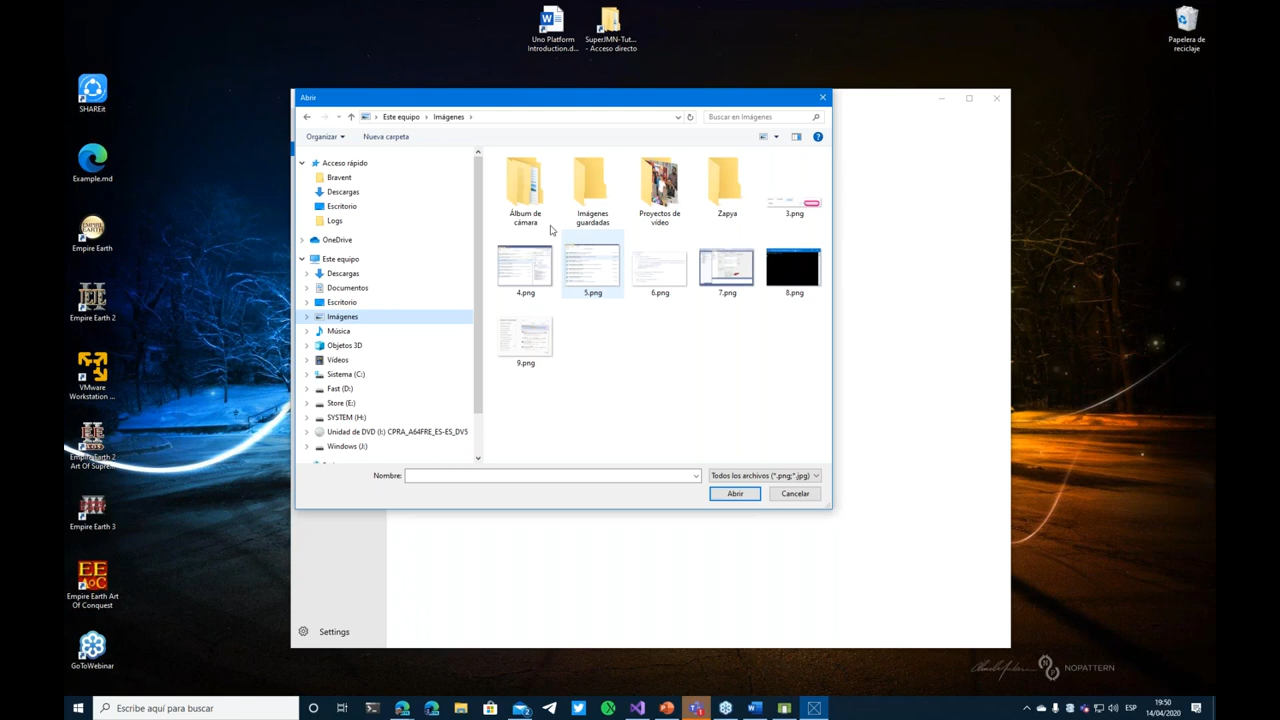 Uno Platform
Introduction.d...
SuperJMN-Tut...
- Acceso directo
Papelera de
reciclaje
SHAREit
Example.md
Empire Earth
Empire Earth 2
VMware
Workstation ...
Empire Earth 2
Art Of Supre...
Empire Earth 3
Empire Earth Art
Of Conquest
GoToWebinar
Abrir
Este equipo
Imágenes
Buscar en Imágenes
Organizar
Nueva carpeta
Acceso rápido
Bravent
Descargas
Escritorio
Logs
OneDrive
Este equipo
Descargas
Documentos
Escritorio
Imágenes
Música
Objetos 3D
Vídeos
Sistema (C:)
Fast (D:)
Store (E:)
SYSTEM (H:)
Unidad de DVD (I:) CPRA_A64FRE_ES-ES_DV5
Windows (J:)
Álbum de
cámara
Imágenes
guardadas
Proyectos de
vídeo
Zapya
3.png
4.png
5.png
6.png
7.png
8.png
9.png
Nombre:
Todos los archivos (*.png;*.jpg)
Abrir
Cancelar
Settings
NOPATTERN
Escribe aquí para buscar
ESP
19:50
14/04/2020